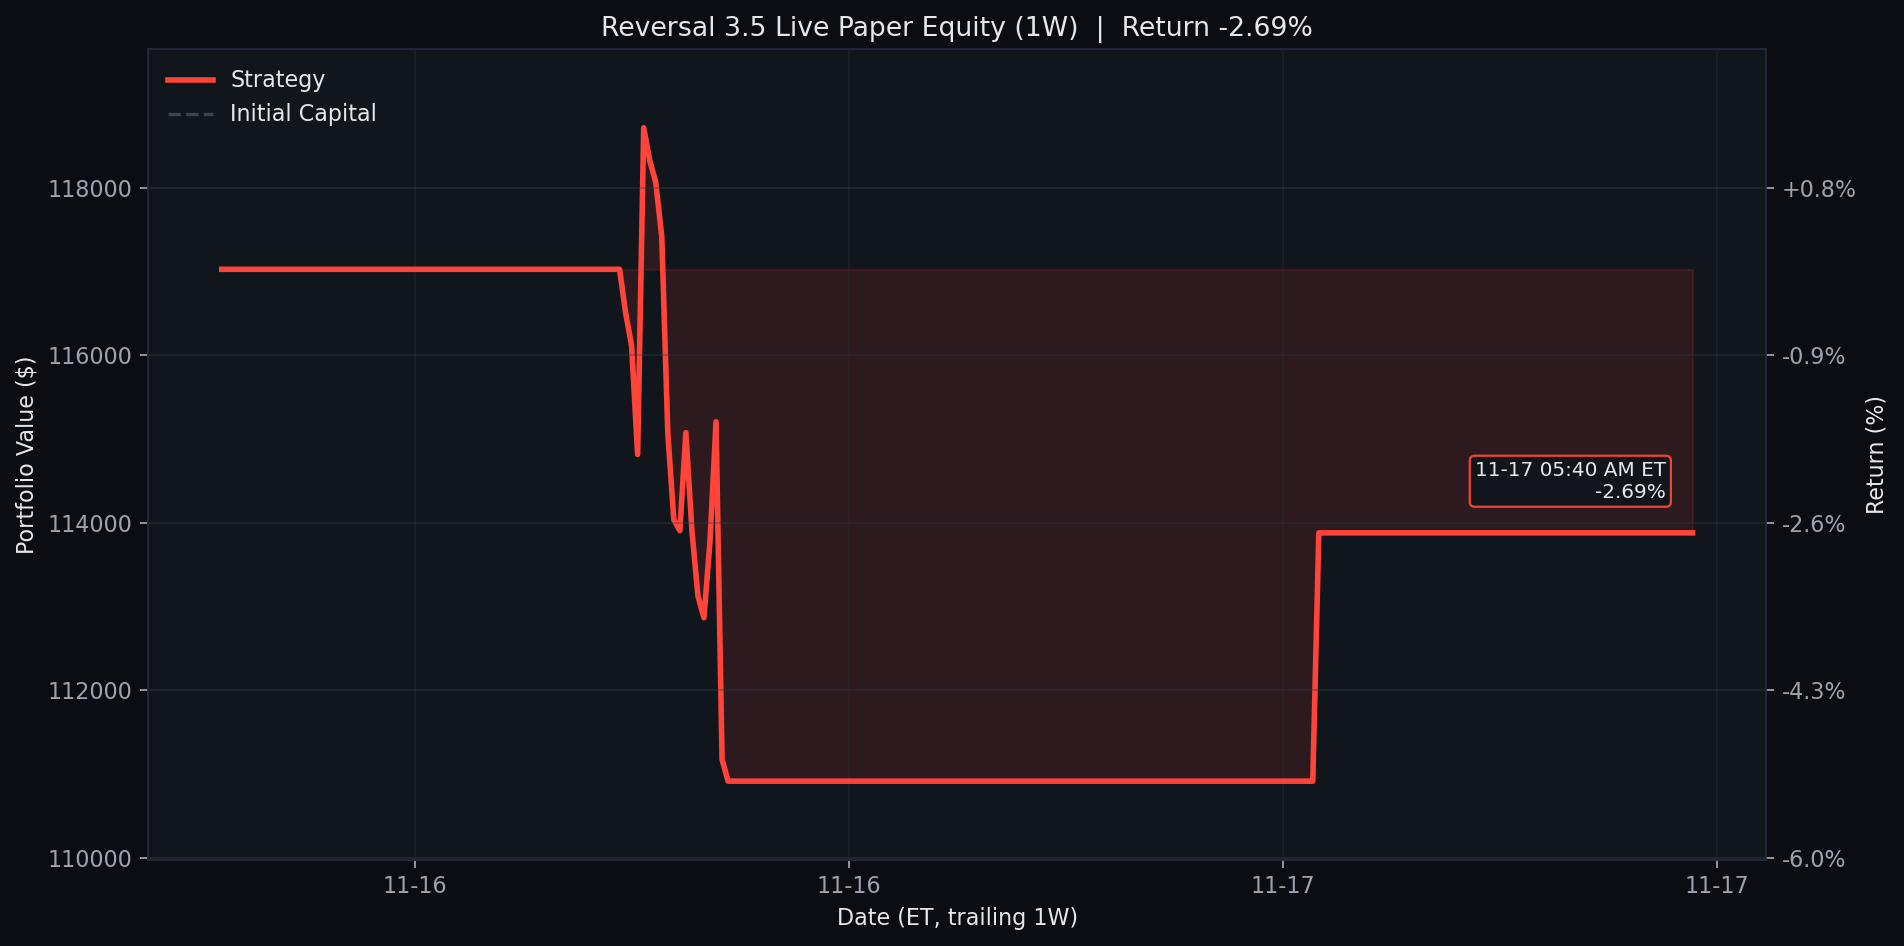 Reversal 3.5 Live Paper Equity (1W)  |  Return -2.69%
Strategy
Initial Capital
118000
116000
114000
112000
110000
Portfolio Value ($)
+0.8%
-0.9%
-2.6%
-4.3%
-6.0%
Return (%)
11-17 05:40 AM ET
-2.69%
11-16
11-16
11-17
11-17
Date (ET, trailing 1W)